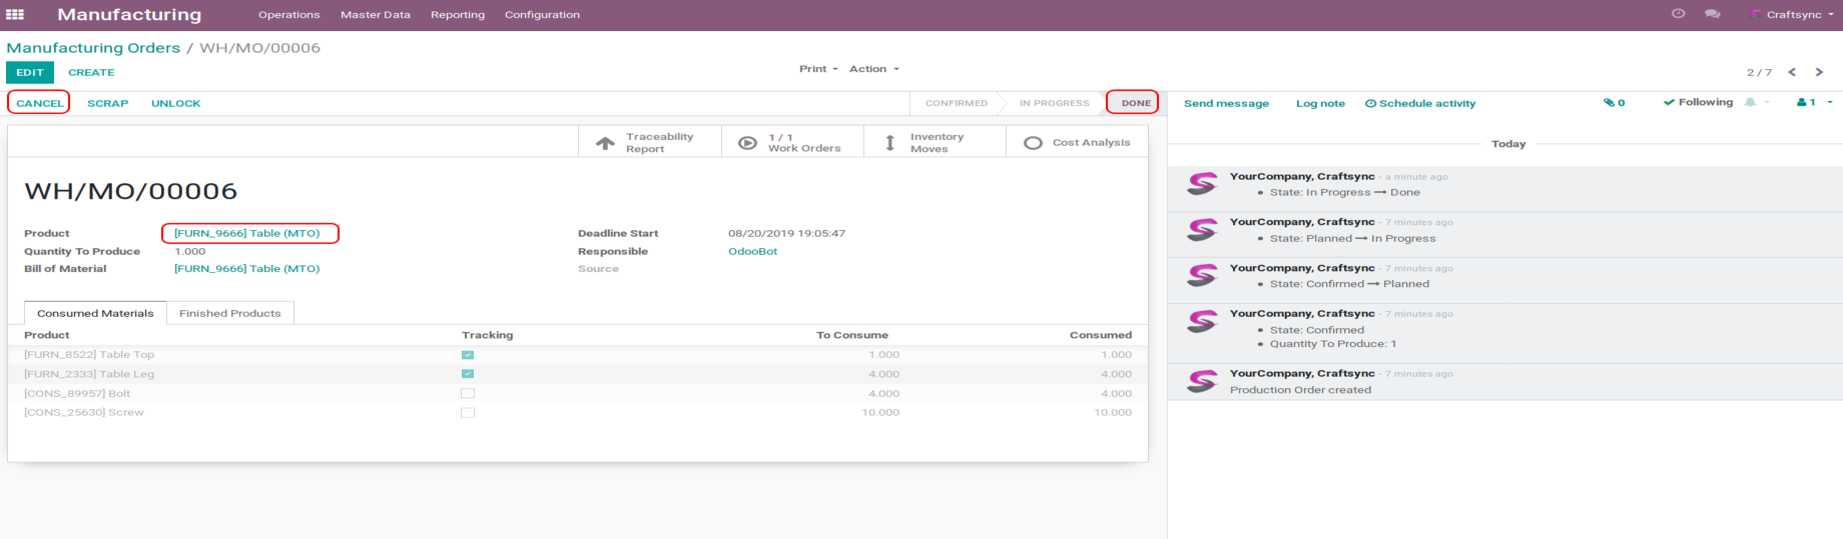 Manufacturing Operations Master Data Reporting Configuration Craftsync
Manufacturing Orders / WH/MO/00006
EDIT CREATE Print Action 2 / 7
CANCEL SCRAP UNLOCK CONFIRMED IN PROGRESS DONE
Traceability Report
1 / 1 Work Orders
Inventory Moves
Cost Analysis
WH/MO/00006
Product [FURN_9666] Table (MTO)
Quantity To Produce 1.000
Bill of Material [FURN_9666] Table (MTO)
Deadline Start 08/20/2019 19:05:47
Responsible OdooBot
Source
Consumed Materials Finished Products
Product Tracking To Consume Consumed
[FURN_8522] Table Top 1.000 1.000
[FURN_2333] Table Leg 4.000 4.000
[CONS_89957] Bolt 4.000 4.000
[CONS_25630] Screw 10.000 10.000
Send message Log note Schedule activity 0 Following 1
Today
YourCompany, Craftsync - a minute ago
State: In Progress → Done
YourCompany, Craftsync - 7 minutes ago
State: Planned → In Progress
YourCompany, Craftsync - 7 minutes ago
State: Confirmed → Planned
YourCompany, Craftsync - 7 minutes ago
State: Confirmed
Quantity To Produce: 1
YourCompany, Craftsync - 7 minutes ago
Production Order created